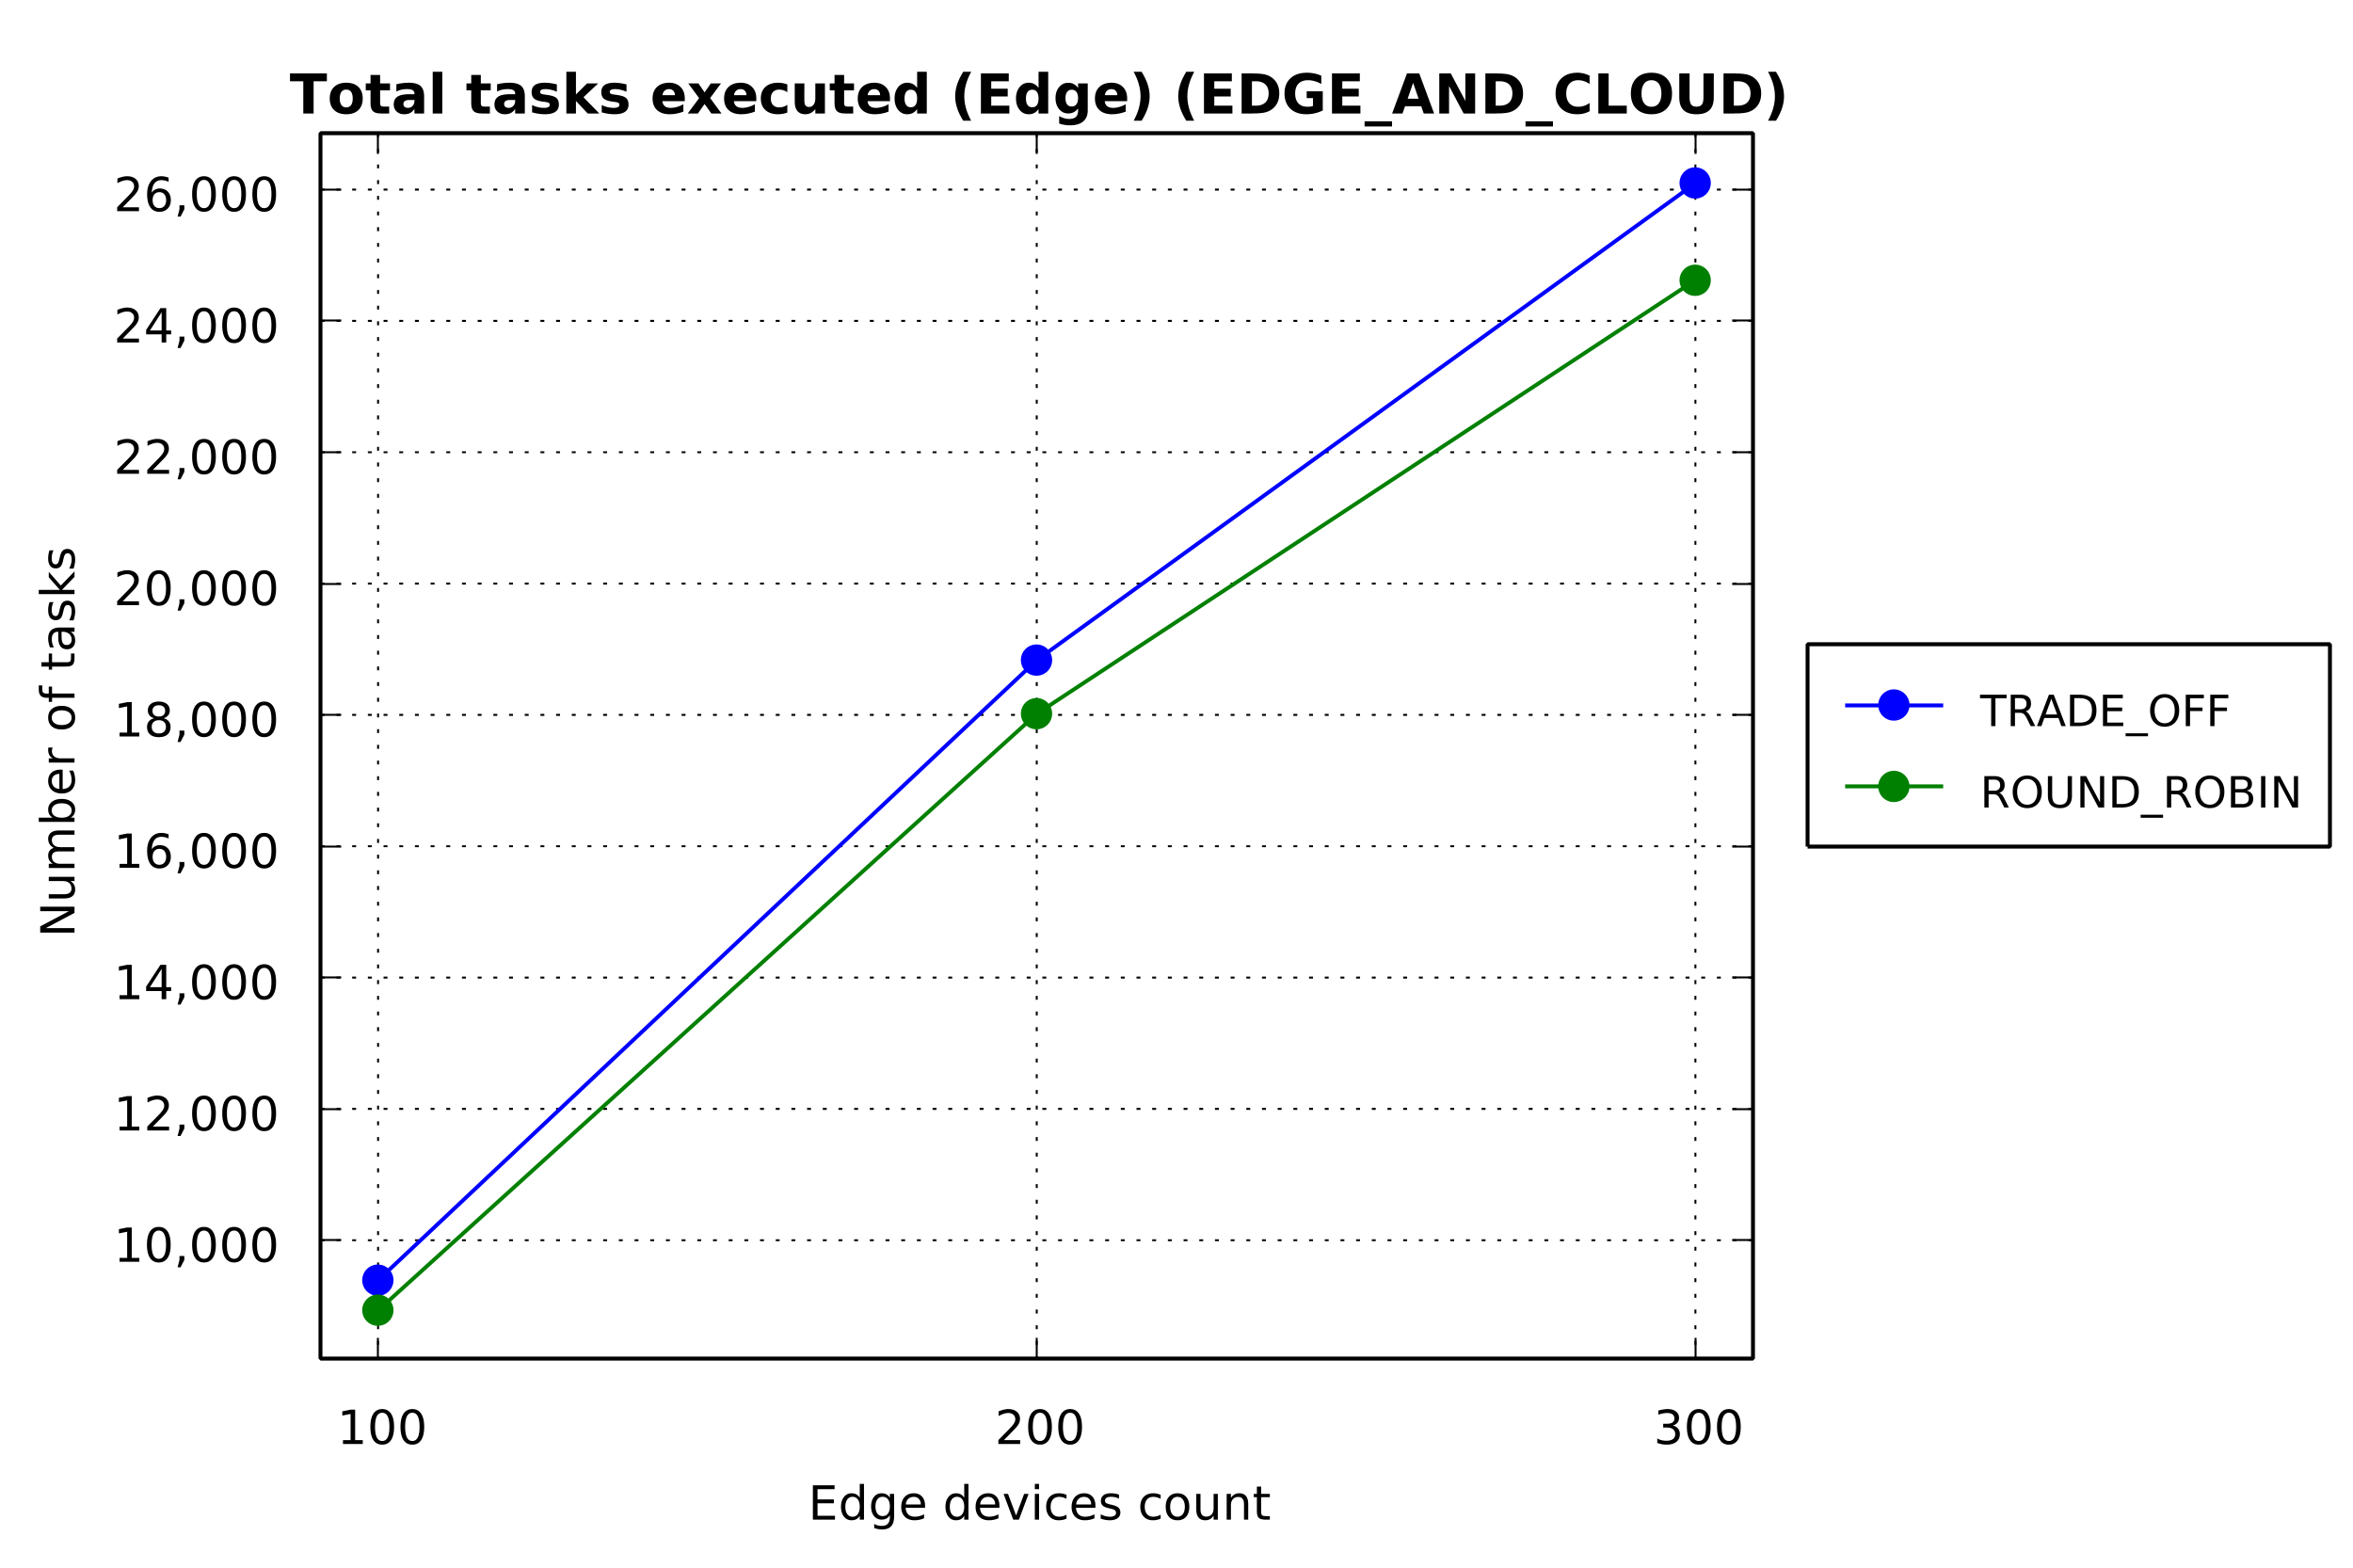 Total tasks executed (Edge) (EDGE_AND_CLOUD)
26,000
24,000
22,000
20,000
18,000
16,000
14,000
12,000
10,000
Number of tasks
100 200 300
Edge devices count
TRADE_OFF
ROUND_ROBIN